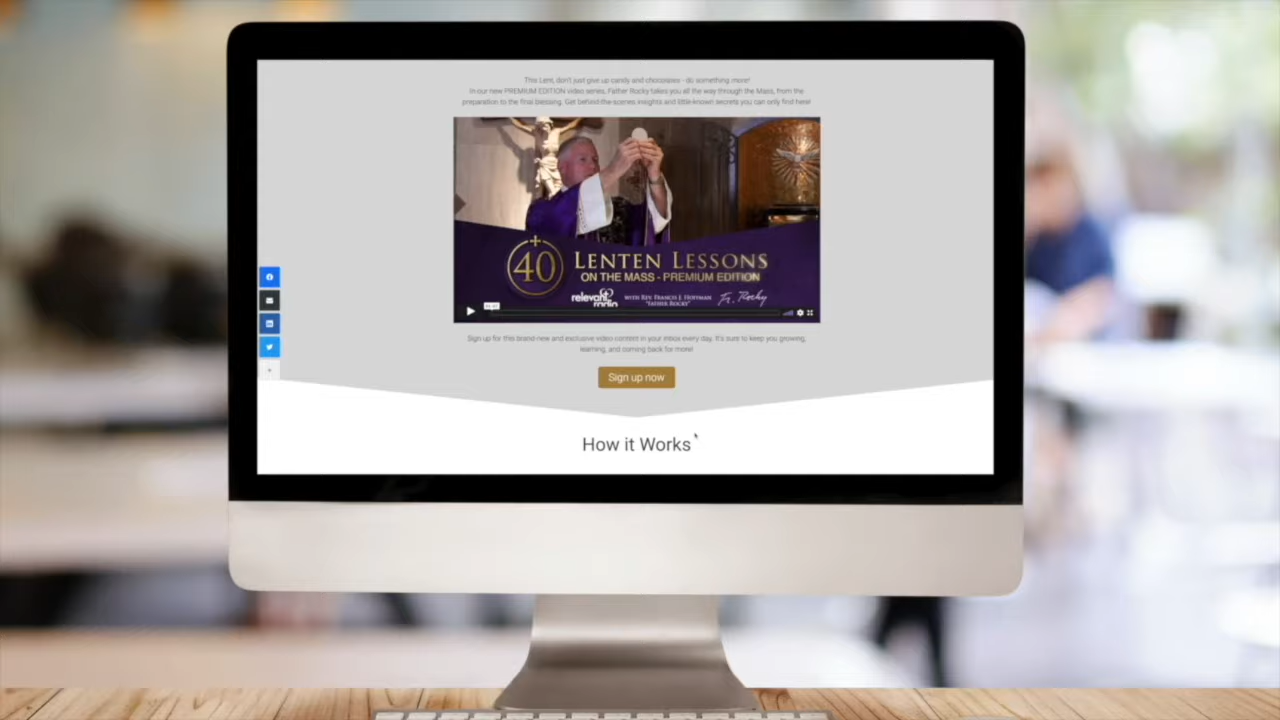 This Lent, don't just give up candy and chocolates - do something more!
In our new PREMIUM EDITION video series, Father Rocky takes you all the way through the Mass, from the
preparation to the final blessing. Get behind-the-scenes insights and little-known secrets you can only find here!
40
LENTEN LESSONS
ON THE MASS - PREMIUM EDITION
relevant radio
WITH REV. FRANCIS J. HOFFMAN
"FATHER ROCKY"
Fr. Rocky
Sign up for this brand-new and exclusive video content in your inbox every day. It's sure to keep you growing,
learning, and coming back for more!
Sign up now
How it Works